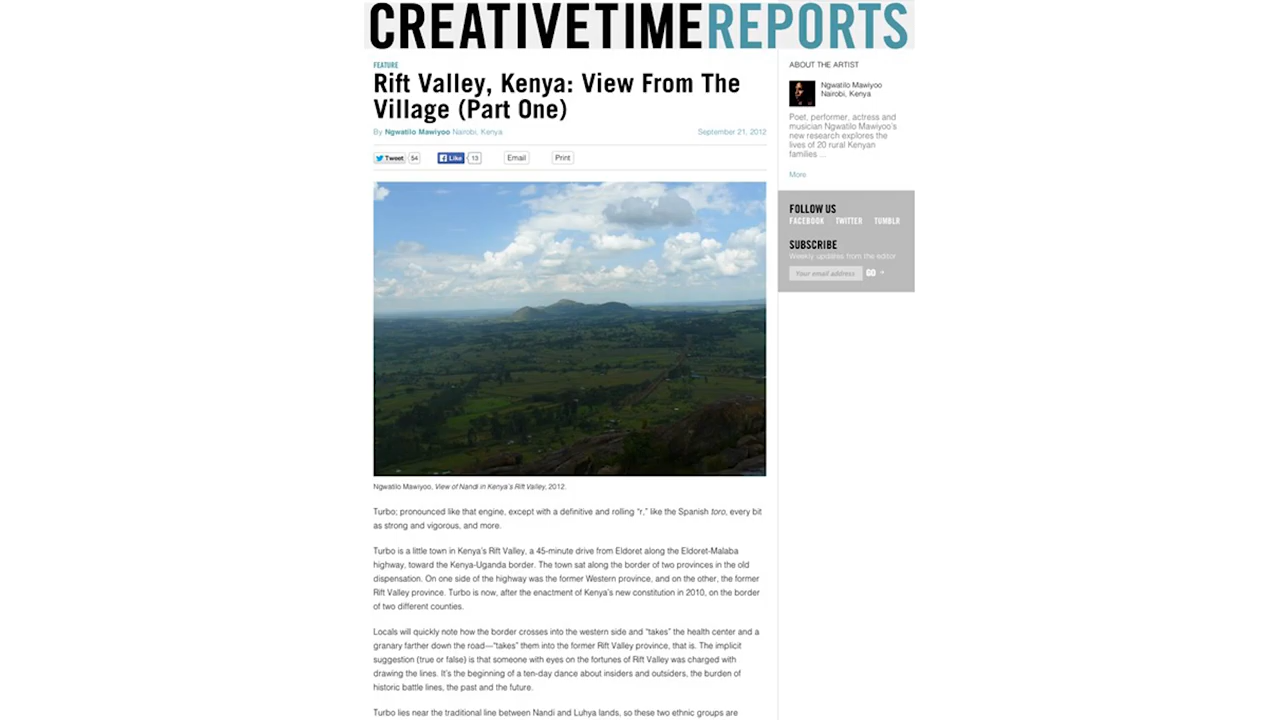 CREATIVETIMEREPORTS
FEATURE
Rift Valley, Kenya: View From The
Village (Part One)
By Ngwatilo Mawiyoo Nairobi, Kenya
September 21, 2012
Tweet 54
Like 13
Email
Print
Ngwatilo Mawiyoo, View of Nandi in Kenya's Rift Valley, 2012.
Turbo; pronounced like that engine, except with a definitive and rolling "r," like the Spanish toro, every bit
as strong and vigorous, and more.
Turbo is a little town in Kenya's Rift Valley, a 45-minute drive from Eldoret along the Eldoret-Malaba
highway, toward the Kenya-Uganda border. The town sat along the border of two provinces in the old
dispensation. On one side of the highway was the former Western province, and on the other, the former
Rift Valley province. Turbo is now, after the enactment of Kenya's new constitution in 2010, on the border
of two different counties.
Locals will quickly note how the border crosses into the western side and "takes" the health center and a
granary farther down the road—"takes" them into the former Rift Valley province, that is. The implicit
suggestion (true or false) is that someone with eyes on the fortunes of Rift Valley was charged with
drawing the lines. It's the beginning of a ten-day dance about insiders and outsiders, the burden of
historic battle lines, the past and the future.
Turbo lies near the traditional line between Nandi and Luhya lands, so these two ethnic groups are
ABOUT THE ARTIST
Ngwatilo Mawiyoo
Nairobi, Kenya
Poet, performer, actress and
musician Ngwatilo Mawiyoo's
new research explores the
lives of 20 rural Kenyan
families ...
More
FOLLOW US
FACEBOOK TWITTER TUMBLR
SUBSCRIBE
Weekly updates from the editor
Your email address GO